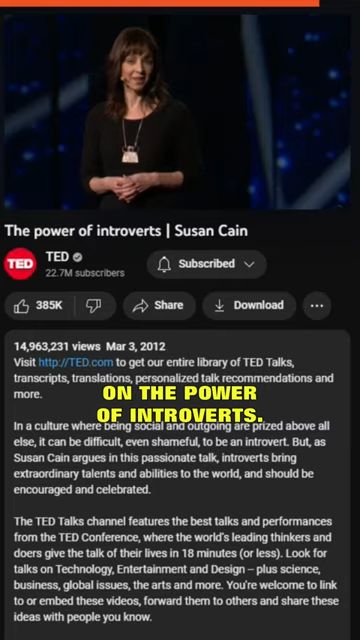 The power of introverts | Susan Cain
TED
TED
22.7M subscribers
Subscribed
385K
Share
Download
14,963,231 views Mar 3, 2012
Visit http://TED.com to get our entire library of TED Talks,
transcripts, translations, personalized talk recommendations and
more.
ON THE POWER
OF INTROVERTS.
In a culture where being social and outgoing are prized above all
else, it can be difficult, even shameful, to be an introvert. But, as
Susan Cain argues in this passionate talk, introverts bring
extraordinary talents and abilities to the world, and should be
encouraged and celebrated.
The TED Talks channel features the best talks and performances
from the TED Conference, where the world's leading thinkers and
doers give the talk of their lives in 18 minutes (or less). Look for
talks on Technology, Entertainment and Design – plus science,
business, global issues, the arts and more. You're welcome to link
to or embed these videos, forward them to others and share these
ideas with people you know.